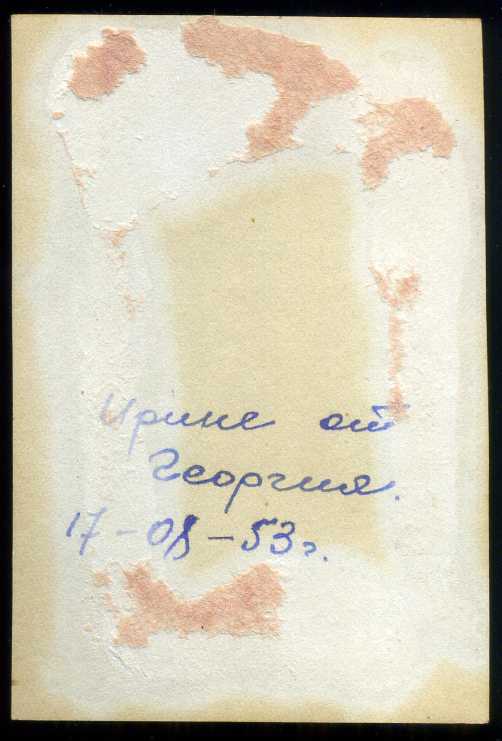 Ирине от
Георгия.
17-08-53г.